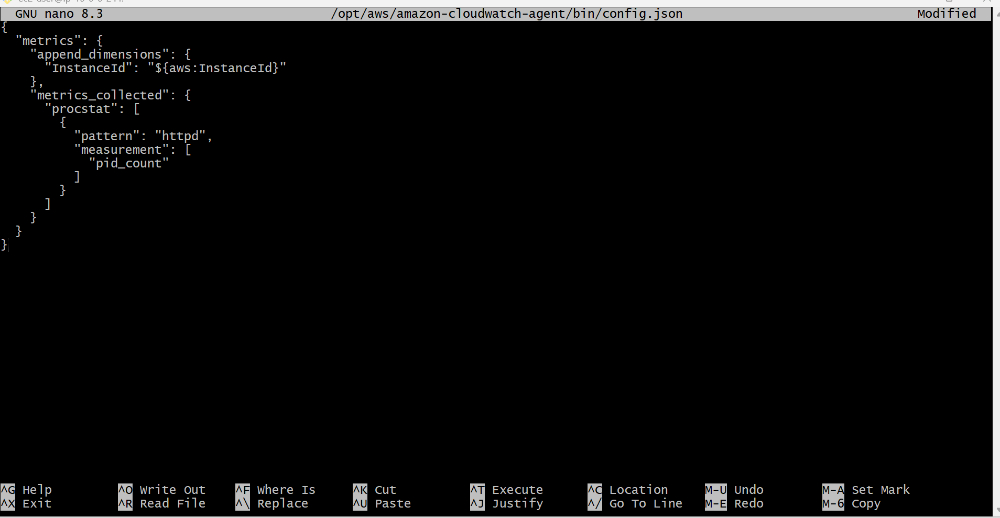 GNU nano 8.3 /opt/aws/amazon-cloudwatch-agent/bin/config.json Modified
{
  "metrics": {
    "append_dimensions": {
      "InstanceId": "${aws:InstanceId}"
    },
    "metrics_collected": {
      "procstat": [
        {
          "pattern": "httpd",
          "measurement": [
            "pid_count"
          ]
        }
      ]
    }
  }
}
^G Help ^O Write Out ^F Where Is ^K Cut ^T Execute ^C Location M-U Undo M-A Set Mark
^X Exit ^R Read File ^\ Replace ^U Paste ^J Justify ^/ Go To Line M-E Redo M-6 Copy